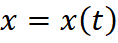 x = x(t)